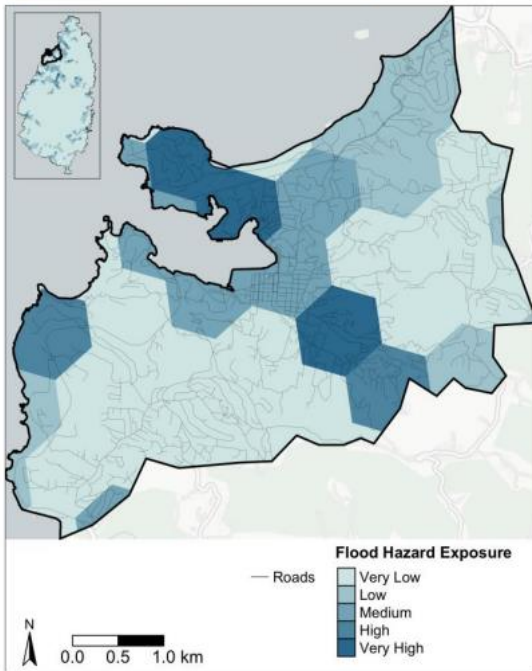 Flood Hazard Exposure
Roads
Very Low
Low
Medium
High
Very High
N
0.0 0.5 1.0 km